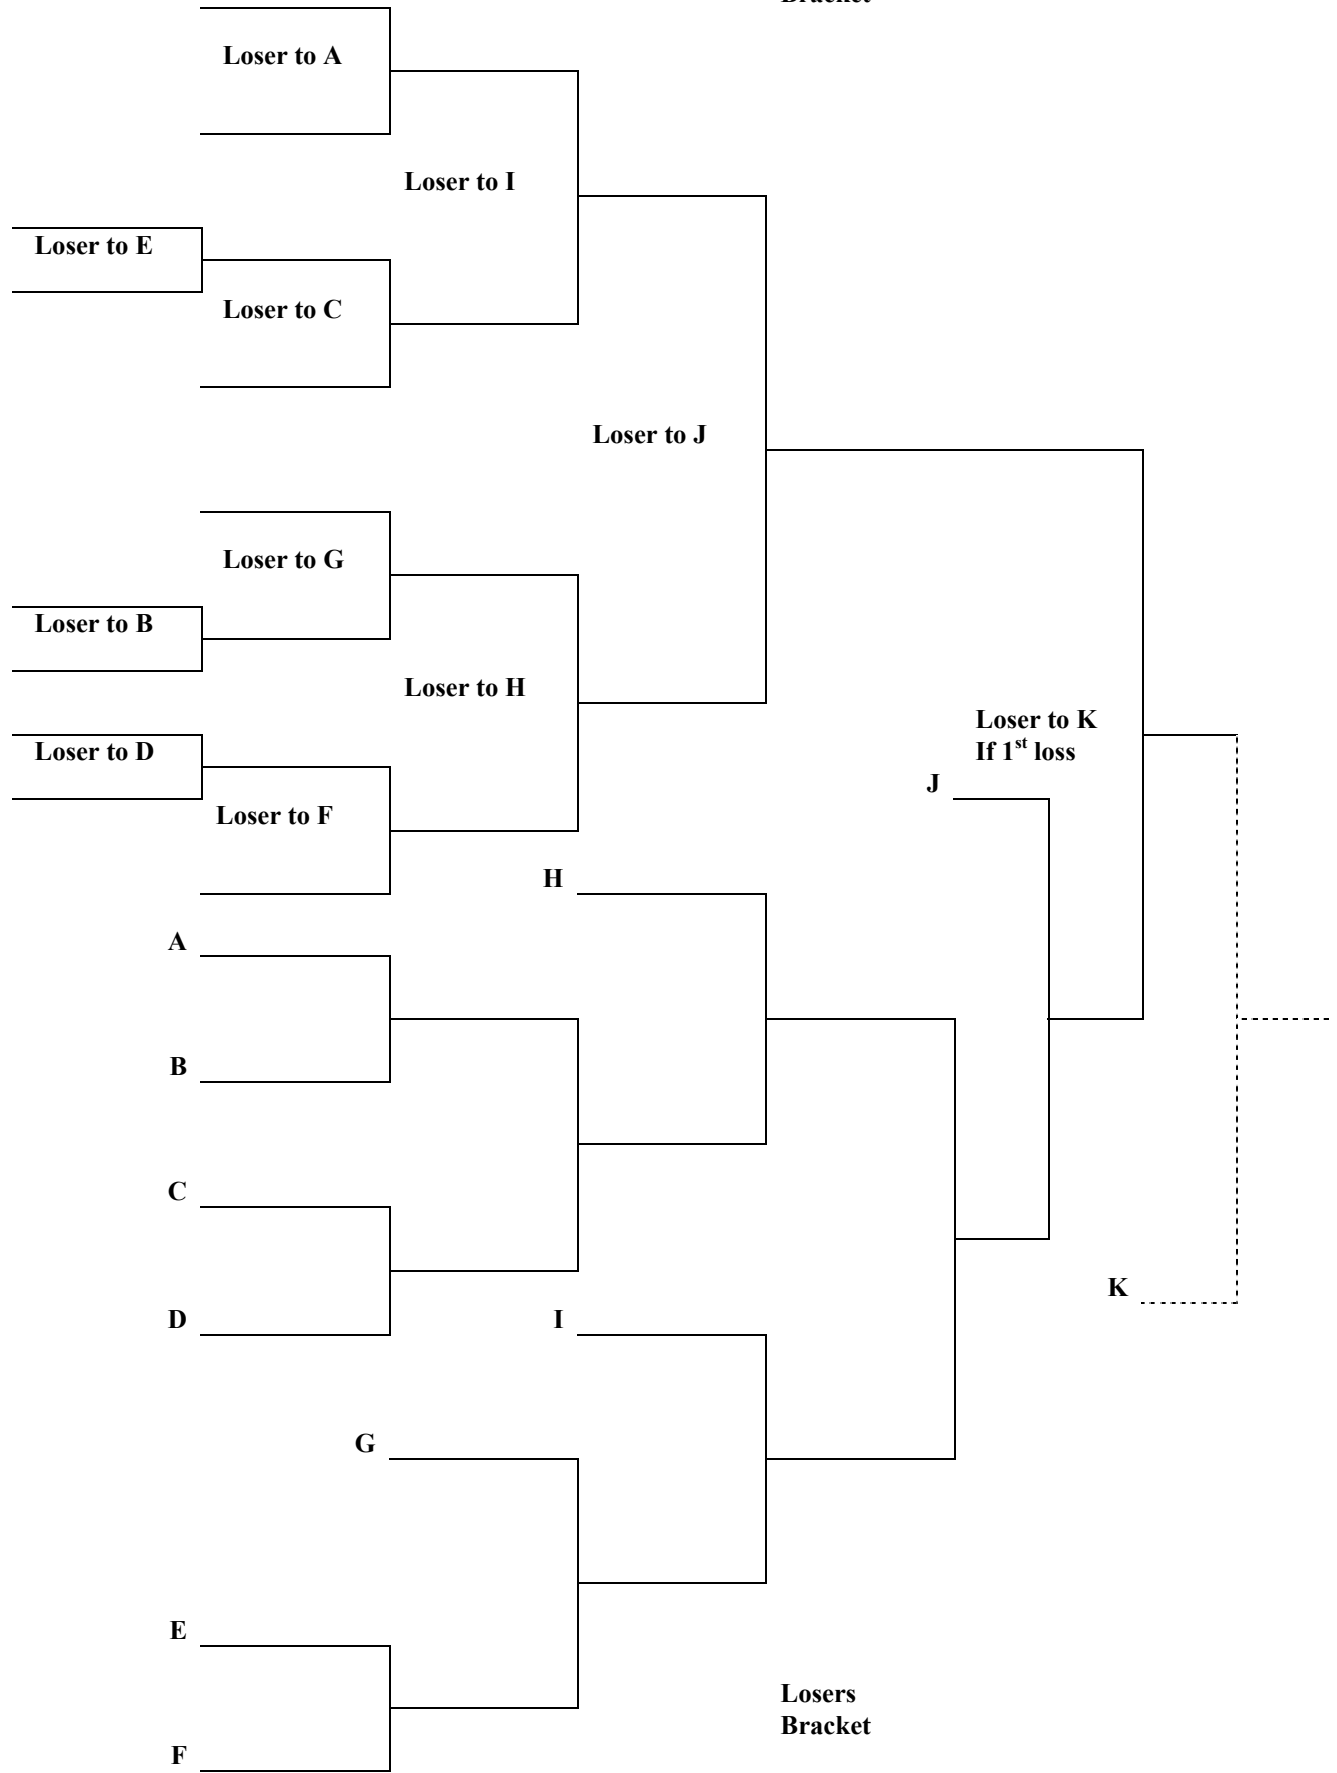 Bracket
Loser to A
Loser to I
Loser to E
Loser to C
Loser to J
Loser to G
Loser to B
Loser to H
Loser to K
If 1st loss
Loser to D
J
Loser to F
H
A
B
C
K
D
I
G
E
Losers
Bracket
F